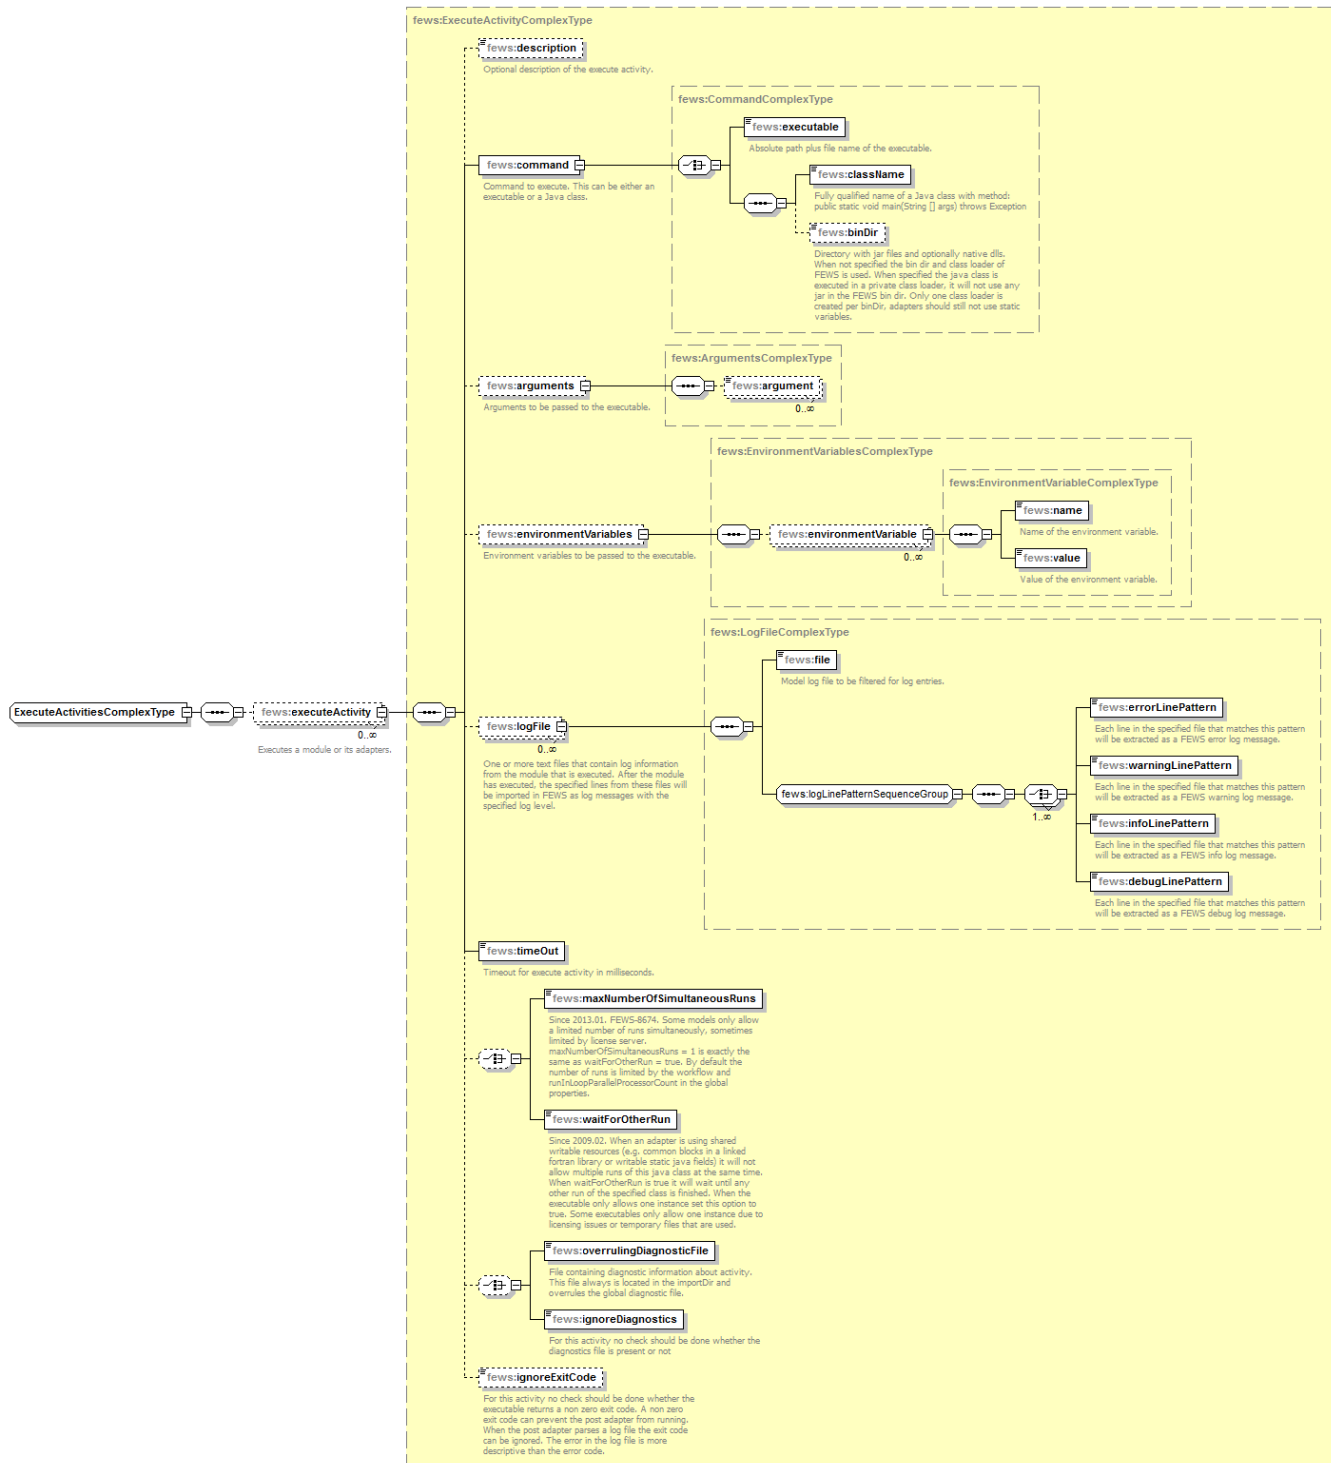 fews:ExecuteActivityComplexType
fews:description
Optional description of the execute activity.
fews:CommandComplexType
fews:executable
Absolute path plus file name of the executable.
fews:command
Command to execute. This can be either an
executable or a Java class.
fews:className
Fully qualified name of a Java class with method:
public static void main(String [] args) throws Exception
fews:binDir
Directory with jar files and optionally native dlls.
When not specified the bin dir and class loader of
FEWS is used. When specified the java class is
executed in a private class loader, it will not use any
jar in the FEWS bin dir. Only one class loader is
created per binDir, adapters should still not use static
variables.
fews:ArgumentsComplexType
fews:arguments
Arguments to be passed to the executable.
fews:argument
0..∞
fews:EnvironmentVariablesComplexType
fews:EnvironmentVariableComplexType
fews:environmentVariables
Environment variables to be passed to the executable.
fews:environmentVariable
0..∞
fews:name
Name of the environment variable.
fews:value
Value of the environment variable.
fews:LogFileComplexType
fews:file
Model log file to be filtered for log entries.
ExecuteActivitiesComplexType
fews:executeActivity
0..∞
Executes a module or its adapters.
fews:logFile
0..∞
One or more text files that contain log information
from the module that is executed. After the module
has executed, the specified lines from these files will
be imported in FEWS as log messages with the
specified log level.
fews:logLinePatternSequenceGroup
1..∞
fews:errorLinePattern
Each line in the specified file that matches this pattern
will be extracted as a FEWS error log message.
fews:warningLinePattern
Each line in the specified file that matches this pattern
will be extracted as a FEWS warning log message.
fews:infoLinePattern
Each line in the specified file that matches this pattern
will be extracted as a FEWS info log message.
fews:debugLinePattern
Each line in the specified file that matches this pattern
will be extracted as a FEWS debug log message.
fews:timeOut
Timeout for execute activity in milliseconds.
fews:maxNumberOfSimultaneousRuns
Since 2013.01. FEWS-8674. Some models only allow
a limited number of runs simultaneously, sometimes
limited by license server.
maxNumberOfSimultaneousRuns = 1 is exactly the
same as waitForOtherRun = true. By default the
number of runs is limited by the workflow and
runInLoopParallelProcessorCount in the global
properties.
fews:waitForOtherRun
Since 2009.02. When an adapter is using shared
writable resources (e.g. common blocks in a linked
fortran library or writable static java fields) it will not
allow multiple runs of this java class at the same time.
When waitForOtherRun is true it will wait until any
other run of the specified class is finished. When the
executable only allows one instance set this option to
true. Some executables only allow one instance due to
licensing issues or temporary files that are used.
fews:overrulingDiagnosticFile
File containing diagnostic information about activity.
This file always is located in the importDir and
overrules the global diagnostic file.
fews:ignoreDiagnostics
For this activity no check should be done whether the
diagnostics file is present or not
fews:ignoreExitCode
For this activity no check should be done whether the
executable returns a non zero exit code. A non zero
exit code can prevent the post adapter from running.
When the post adapter parses a log file the exit code
can be ignored. The error in the log file is more
descriptive than the error code.